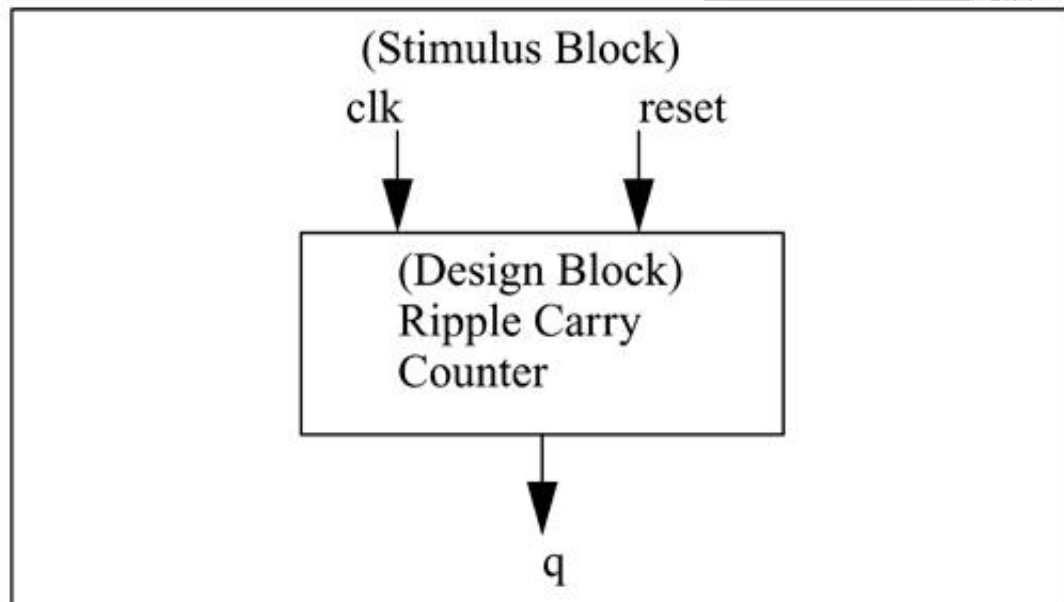 (Stimulus Block)
clk reset
(Design Block)
Ripple Carry
Counter
q